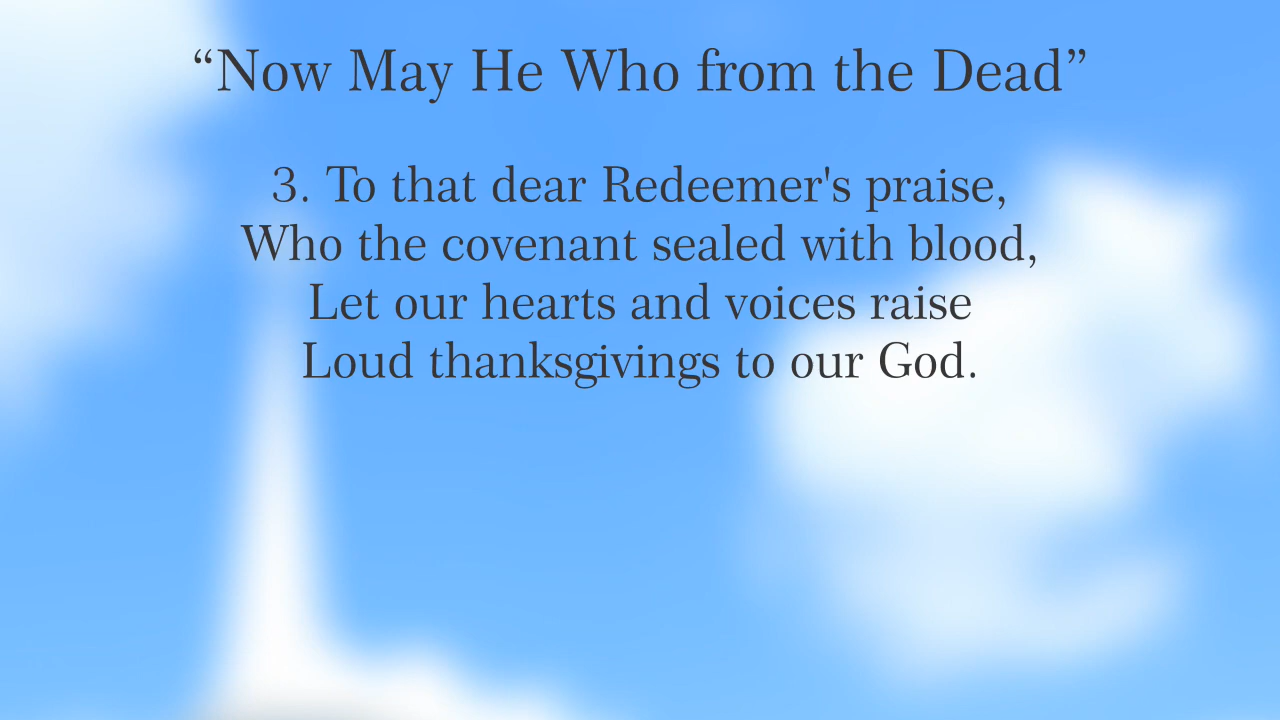 “Now May He Who from the Dead”
3. To that dear Redeemer's praise,
Who the covenant sealed with blood,
Let our hearts and voices raise
Loud thanksgivings to our God.